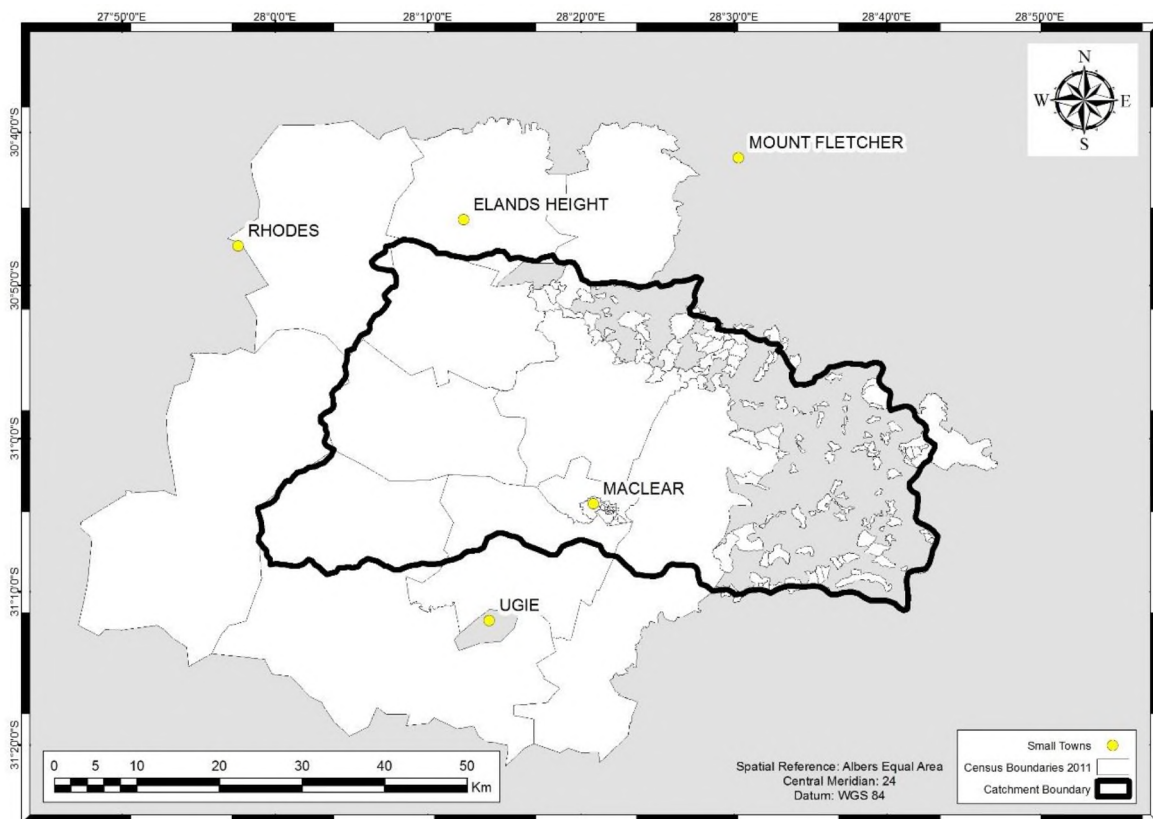 27°50'0"E 28°0'0"E 28°10'0"E 28°20'0"E 28°30'0"E 28°40'0"E 28°50'0"E
N
W E
S
30°40'0"S
MOUNT FLETCHER
ELANDS HEIGHT
RHODES
30°50'0"S
31°0'0"S
MACLEAR
31°10'0"S
UGIE
31°20'0"S
0 5 10 20 30 40 50
Km
Spatial Reference: Albers Equal Area
Central Meridian: 24
Datum: WGS 84
Small Towns
Census Boundaries 2011
Catchment Boundary